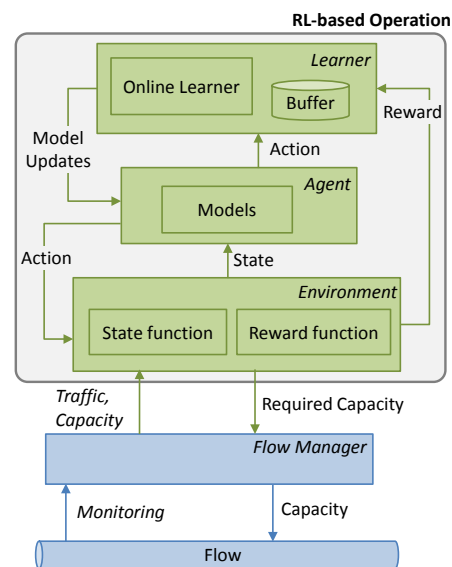 RL-based Operation
Learner
Online Learner
Buffer
Reward
Model
Updates
Action
Agent
Models
Action
State
Environment
State function
Reward function
Traffic,
Capacity
Required Capacity
Flow Manager
Monitoring
Capacity
Flow